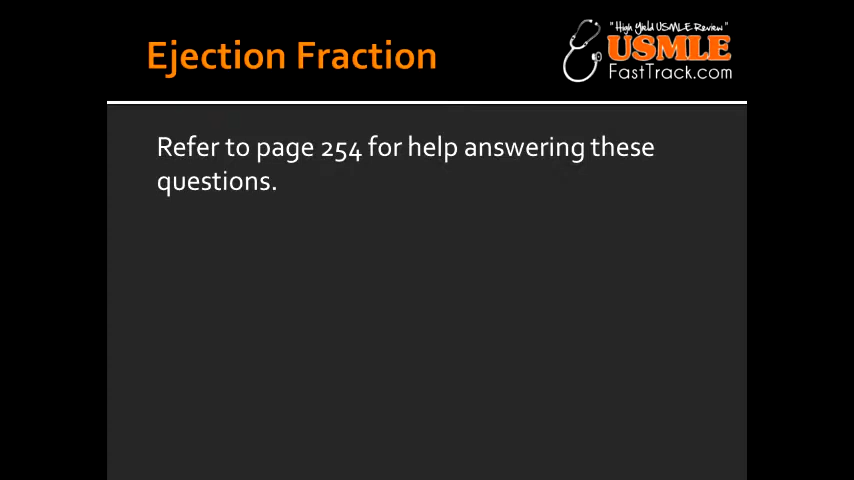 Ejection Fraction
"High Yield USMLE Review"
USMLE
FastTrack.com
Refer to page 254 for help answering these
questions.